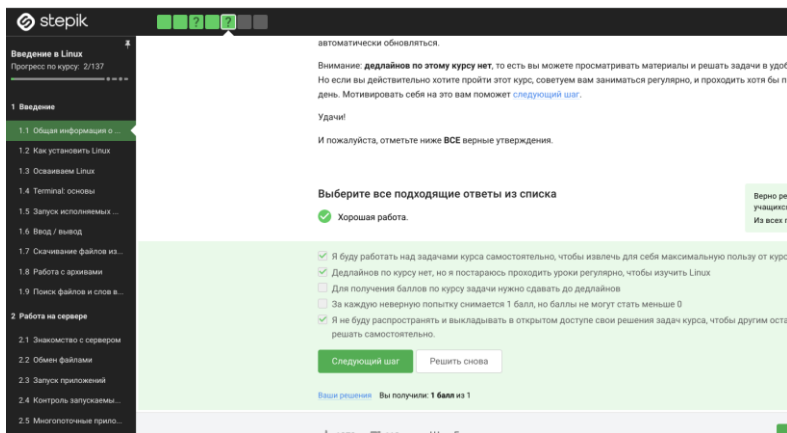 stepik
? ?
Введение в Linux
Прогресс по курсу: 2/137
1 Введение
1.1 Общая информация о ...
1.2 Как установить Linux
1.3 Осваиваем Linux
1.4 Terminal: основы
1.5 Запуск исполняемых ...
1.6 Ввод / вывод
1.7 Скачивание файлов из...
1.8 Работа с архивами
1.9 Поиск файлов и слов в...
2 Работа на сервере
2.1 Знакомство с сервером
2.2 Обмен файлами
2.3 Запуск приложений
2.4 Контроль запускаемы...
2.5 Многопоточные прило...
автоматически обновляться.
Внимание: дедлайнов по этому курсу нет, то есть вы можете просматривать материалы и решать задачи в удоб
Но если вы действительно хотите пройти этот курс, советуем вам заниматься регулярно, и проходить хотя бы п
день. Мотивировать себя на это вам поможет следующий шаг.
Удачи!
И пожалуйста, отметьте ниже ВСЕ верные утверждения.
Выберите все подходящие ответы из списка
Хорошая работа.
Верно ре
учащихся
Из всех п
Я буду работать над задачами курса самостоятельно, чтобы извлечь для себя максимальную пользу от курс
Дедлайнов по курсу нет, но я постараюсь проходить уроки регулярно, чтобы изучить Linux
Для получения баллов по курсу задачи нужно сдавать до дедлайнов
За каждую неверную попытку снимается 1 балл, но баллы не могут стать меньше 0
Я не буду распространять и выкладывать в открытом доступе свои решения задач курса, чтобы другим оста
решать самостоятельно.
Следующий шаг Решить снова
Ваши решения Вы получили: 1 балл из 1